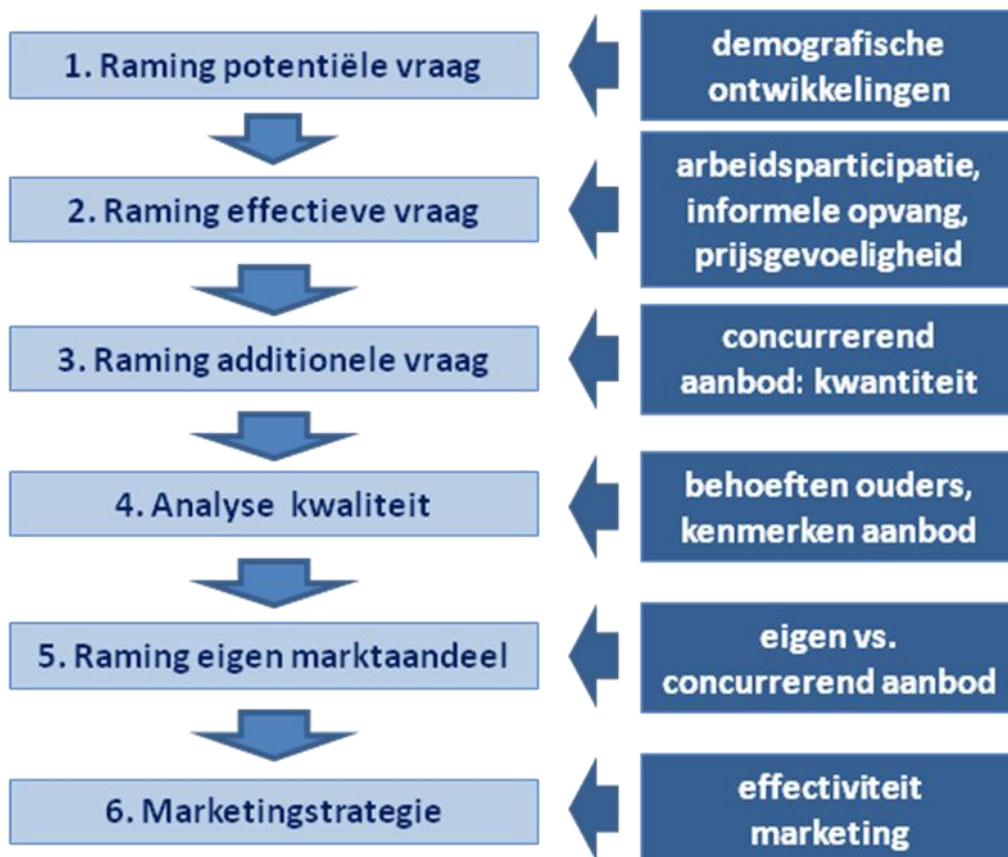 1. Raming potentiële vraag
demografische
ontwikkelingen
2. Raming effectieve vraag
arbeidsparticipatie,
informele opvang,
prijsgevoeligheid
3. Raming additionele vraag
concurrerend
aanbod: kwantiteit
4. Analyse kwaliteit
behoeften ouders,
kenmerken aanbod
5. Raming eigen marktaandeel
eigen vs.
concurrerend aanbod
6. Marketingstrategie
effectiviteit
marketing